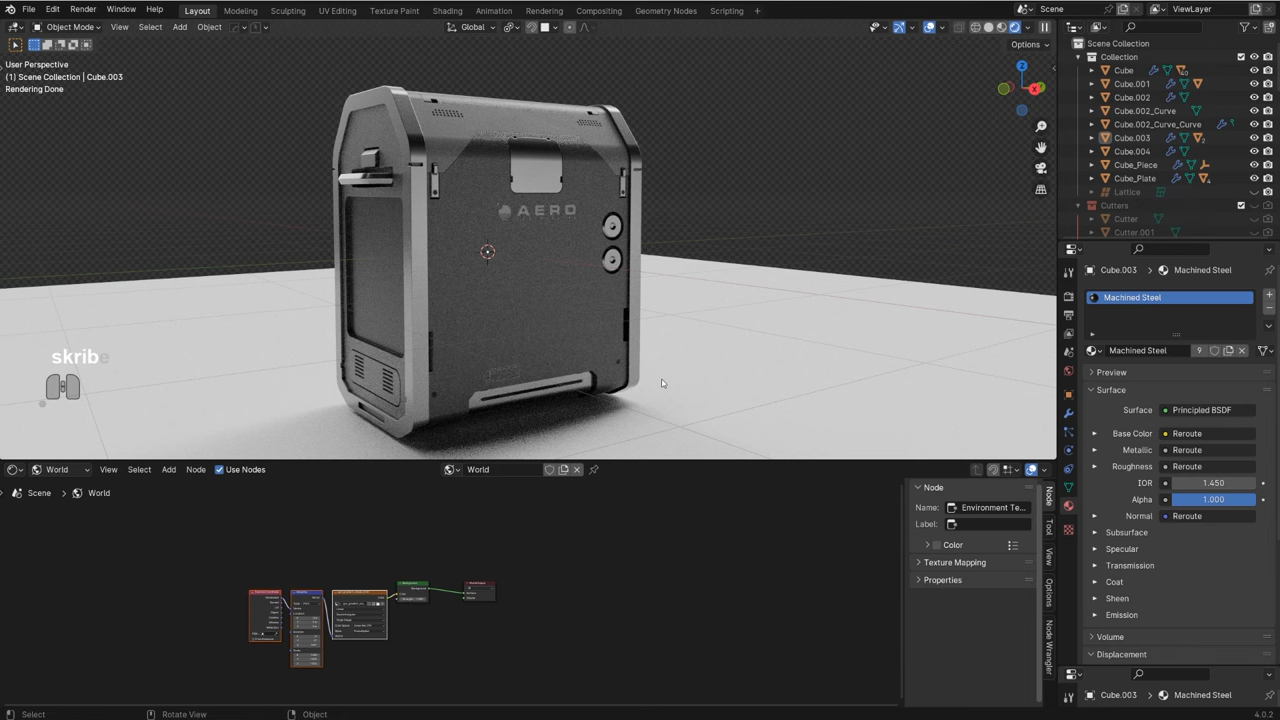 File Edit Render Window Help Layout Modeling Sculpting UV Editing Texture Paint Shading Animation Rendering Compositing Geometry Nodes Scripting + Scene ViewLayer
Object Mode View Select Add Object Global
Options
User Perspective
(1) Scene Collection | Cube.003
Rendering Done
Z
AERO
skribe
Scene Collection
Collection
Cube
Cube.001
Cube.002
Cube.002_Curve
Cube.002_Curve_Curve
Cube.003
Cube.004
Cube_Piece
Cube_Plate
Lattice
Cutters
Cutter
Cutter.001
Cube.003 Machined Steel
Machined Steel
Machined Steel 9
Preview
Surface
Surface Principled BSDF
Base Color Reroute
Metallic Reroute
Roughness Reroute
IOR 1.450
Alpha 1.000
Normal Reroute
Subsurface
Specular
Transmission
Coat
Sheen
Emission
Volume
Displacement
Cube.003 Machined Steel
World View Select Add Node Use Nodes World
Scene World
Node
Name: Environment Te...
Label:
Color
Texture Mapping
Properties
Node
Tool
View
Options
Node Wrangler
Select Rotate View Object 4.0.2